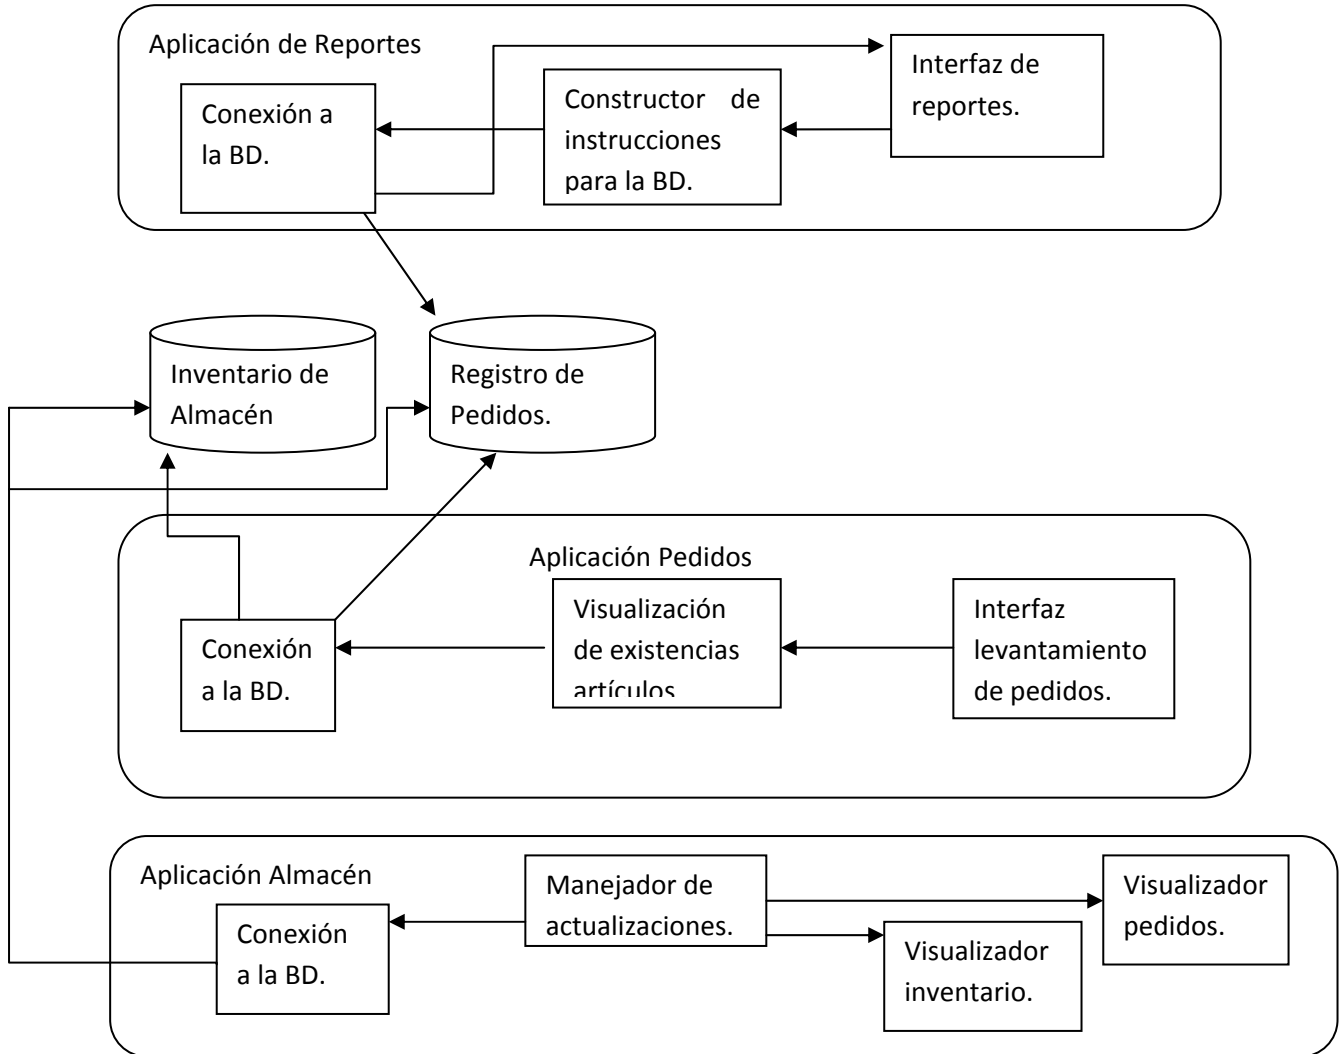 Aplicación de Reportes
Interfaz de
reportes.
Constructor de
instrucciones
para la BD.
Conexión a
la BD.
Inventario de
Almacén
Registro de
Pedidos.
Aplicación Pedidos
Conexión
a la BD.
Visualización
de existencias
artículos
Interfaz
levantamiento
de pedidos.
Aplicación Almacén
Conexión
a la BD.
Manejador de
actualizaciones.
Visualizador
inventario.
Visualizador
pedidos.